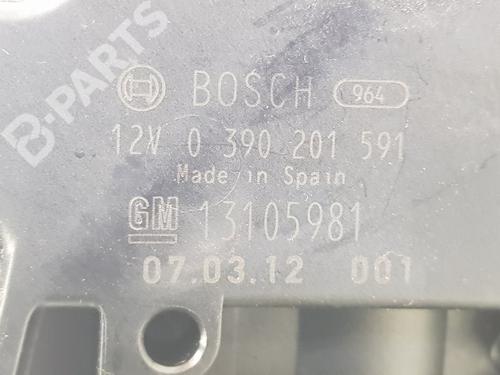 B-PARTS
BOSCH 964
12V 0 390 201 591
Made in Spain
GM 13105981
07.03.12 001